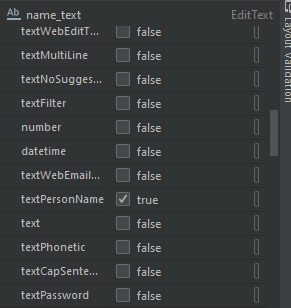 Ab name_text EditText
textWebEditT... false
textMultiLine false
textNoSugges... false
textFilter false
number false
datetime false
textWebEmail... false
textPersonName true
text false
textPhonetic false
textCapSente... false
textPassword false
Layout Validation